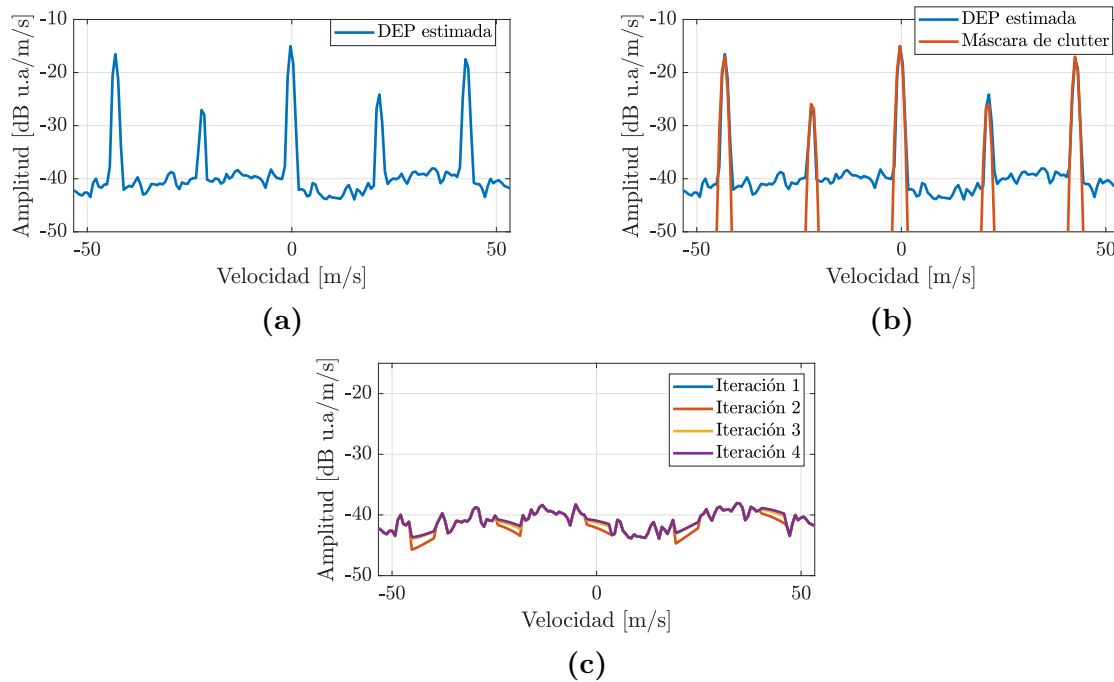 -10
-20
-30
-40
-50
Amplitud [dB u.a/m/s]
DEP estimada
-50
0
50
Velocidad [m/s]
(a)
-10
-20
-30
-40
-50
Amplitud [dB u.a/m/s]
DEP estimada
Máscara de clutter
-50
0
50
Velocidad [m/s]
(b)
-20
-30
-40
-50
Amplitud [dB u.a/m/s]
Iteración 1
Iteración 2
Iteración 3
Iteración 4
-50
0
50
Velocidad [m/s]
(c)